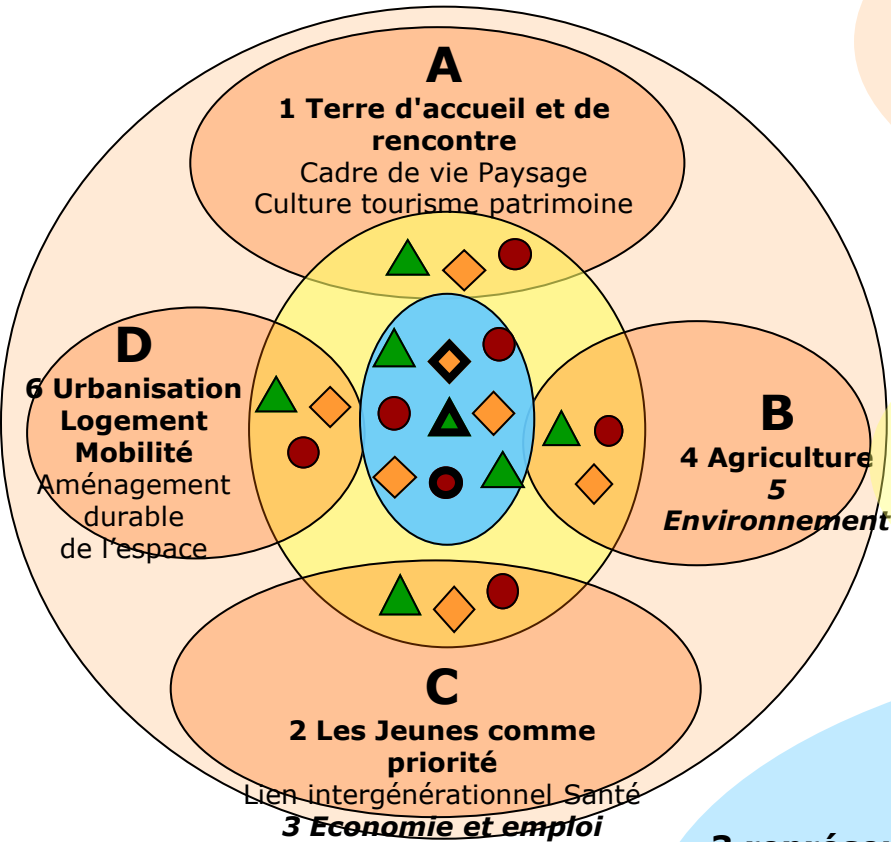 A
1 Terre d'accueil et de
rencontre
Cadre de vie Paysage
Culture tourisme patrimoine
D
6 Urbanisation
Logement
Mobilité
Aménagement
durable
de l’espace
B
4 Agriculture
5
Environnement
C
2 Les Jeunes comme
priorité
Lien intergénérationnel Santé
3 Economie et emploi